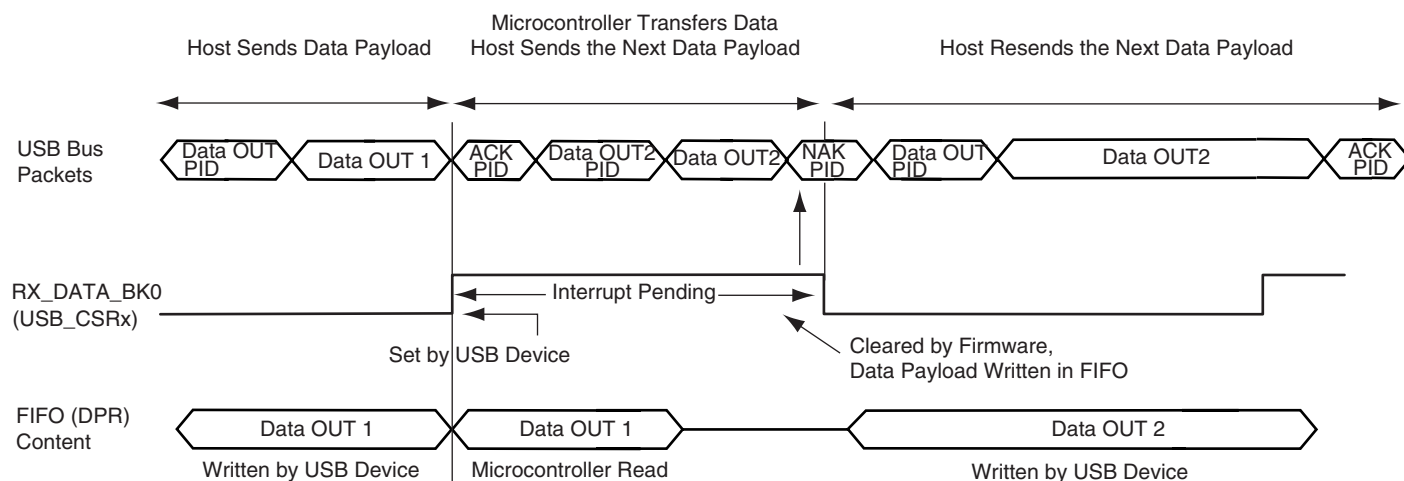 Microcontroller Transfers Data
Host Sends Data Payload
Host Sends the Next Data Payload
Host Resends the Next Data Payload
USB Bus
Packets
Data OUT
PID
Data OUT 1
ACK
PID
Data OUT2
PID
Data OUT2
NAK
PID
Data OUT
PID
Data OUT2
ACK
PID
RX_DATA_BK0
(USB_CSRx)
Interrupt Pending
Set by USB Device
Cleared by Firmware,
Data Payload Written in FIFO
FIFO (DPR)
Content
Data OUT 1
Data OUT 1
Data OUT 2
Written by USB Device
Microcontroller Read
Written by USB Device